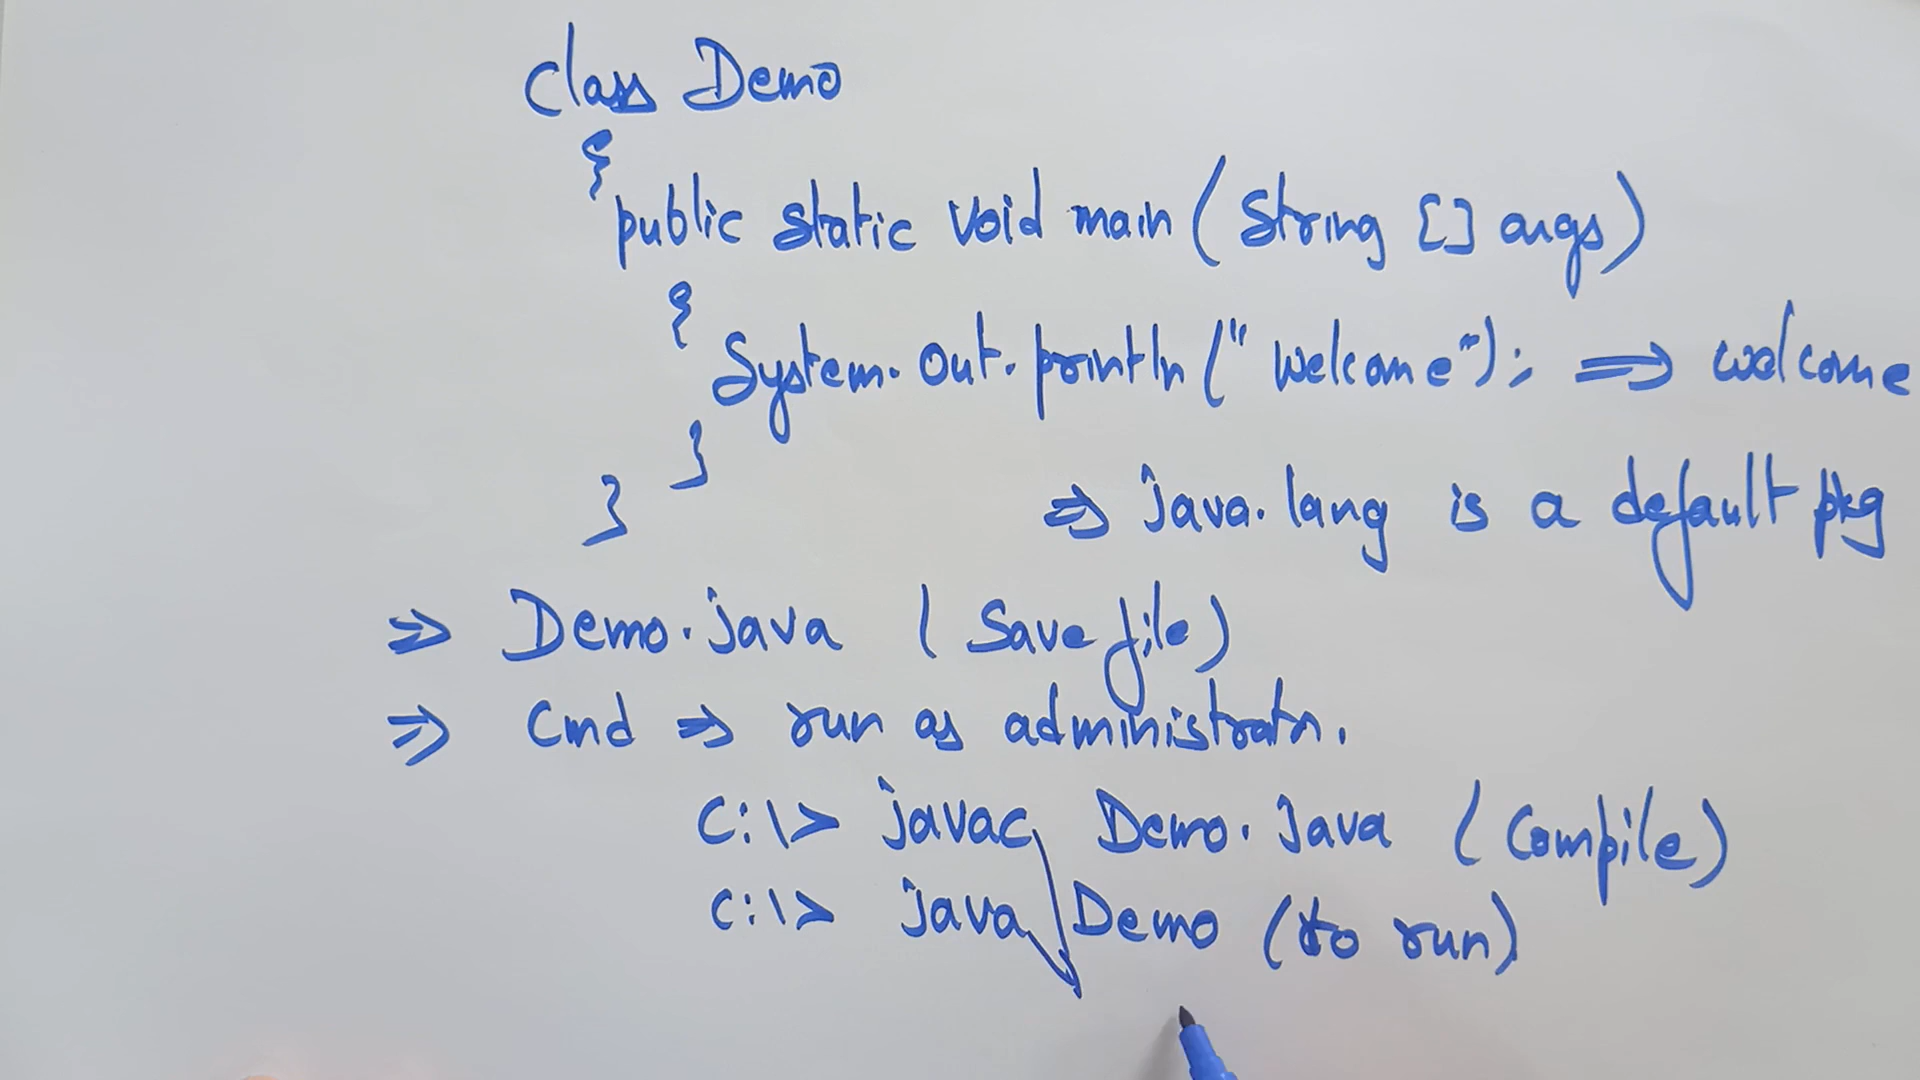 class Demo
{
public static void main (String [] args)
{
System.out.println (" Welcome"); ⇒ welcome
}
} ⇒ java.lang is a default pkg
⇒ Demo.java ( Save file)
⇒ Cmd ⇒ run as administrator.
C:\> javac Demo.Java ( Compile)
C:\> java Demo (to run)